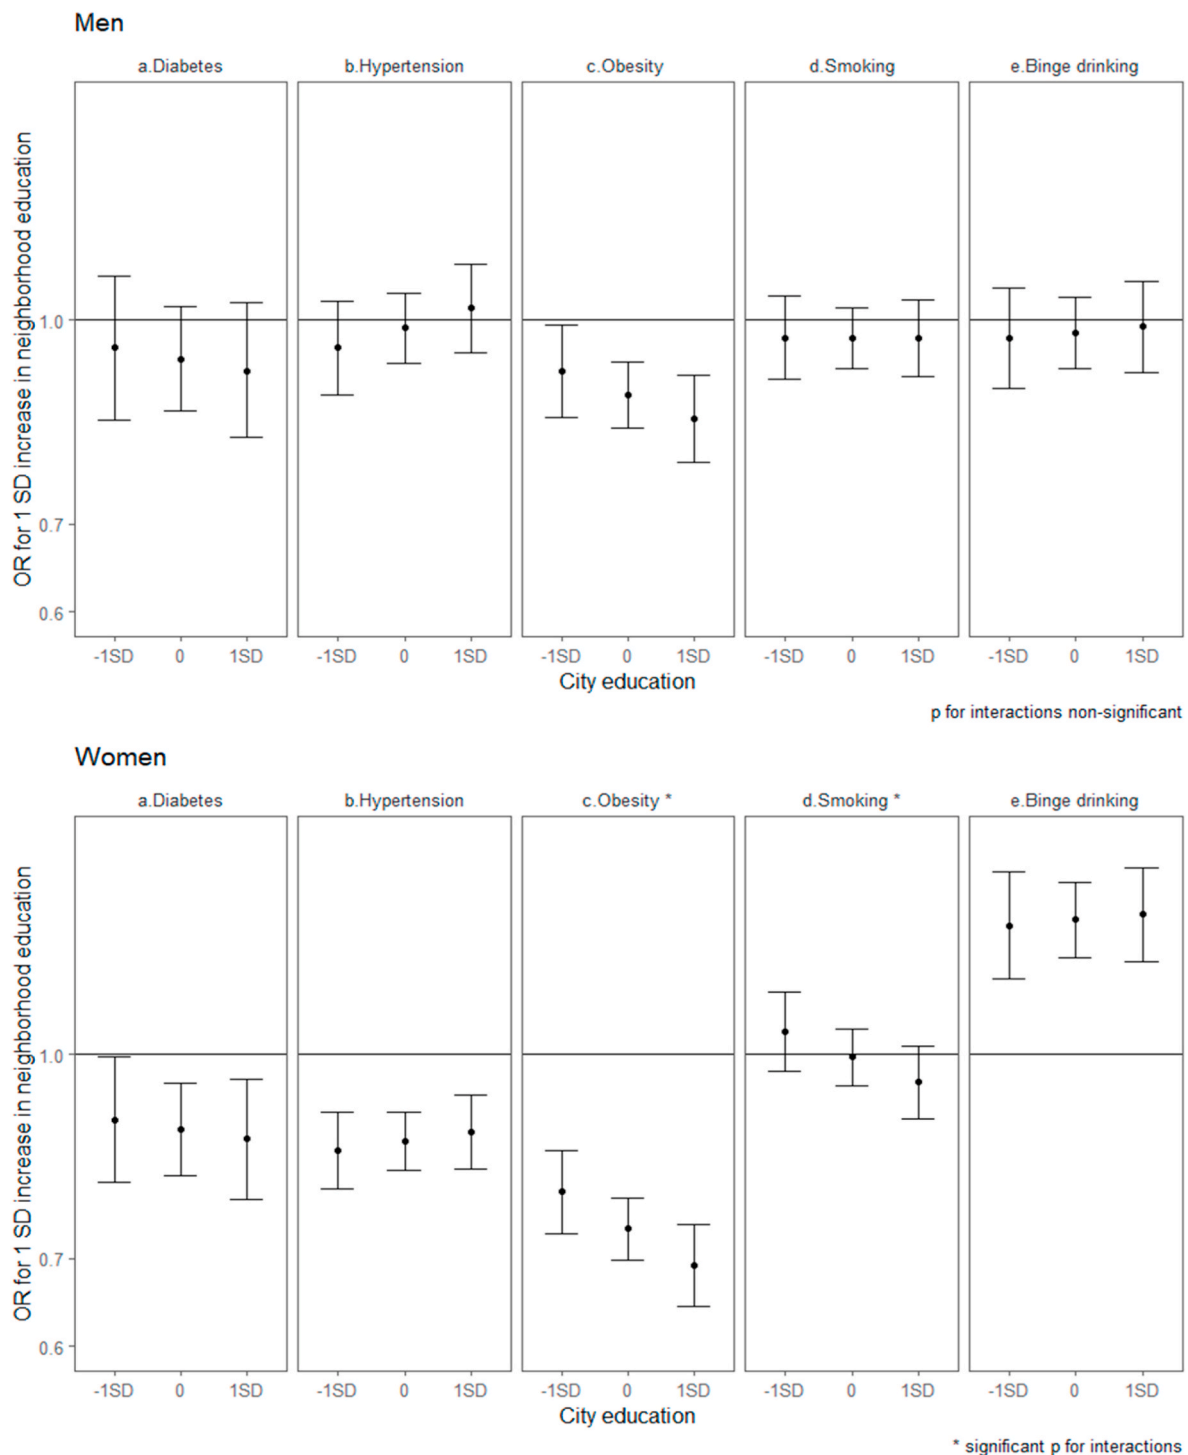 Men
a.Diabetes b.Hypertension c.Obesity d.Smoking e.Binge drinking
OR for 1 SD increase in neighborhood education
1.0
0.7
0.6
-1SD 0 1SD -1SD 0 1SD -1SD 0 1SD -1SD 0 1SD -1SD 0 1SD
City education
p for interactions non-significant
Women
a.Diabetes b.Hypertension c.Obesity * d.Smoking * e.Binge drinking
OR for 1 SD increase in neighborhood education
1.0
0.7
0.6
-1SD 0 1SD -1SD 0 1SD -1SD 0 1SD -1SD 0 1SD -1SD 0 1SD
City education
* significant p for interactions